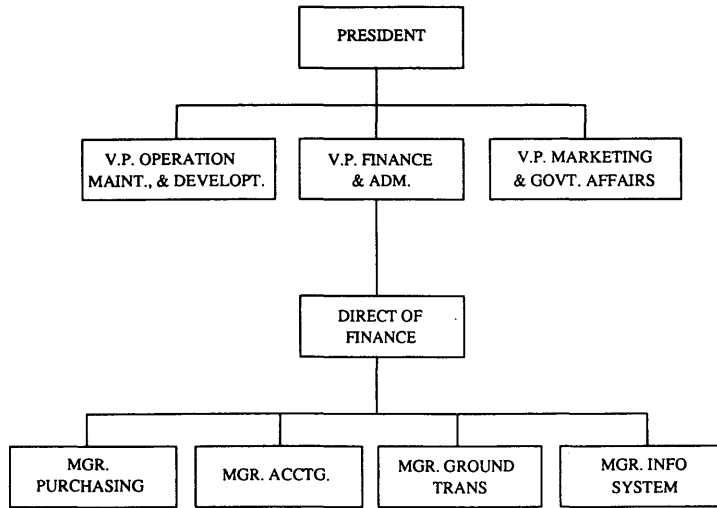 PRESIDENT
V.P. OPERATION
MAINT., & DEVELOPT.
V.P. FINANCE
& ADM.
V.P. MARKETING
& GOVT. AFFAIRS
DIRECT OF
FINANCE
MGR.
PURCHASING
MGR. ACCTG.
MGR. GROUND
TRANS
MGR. INFO
SYSTEM